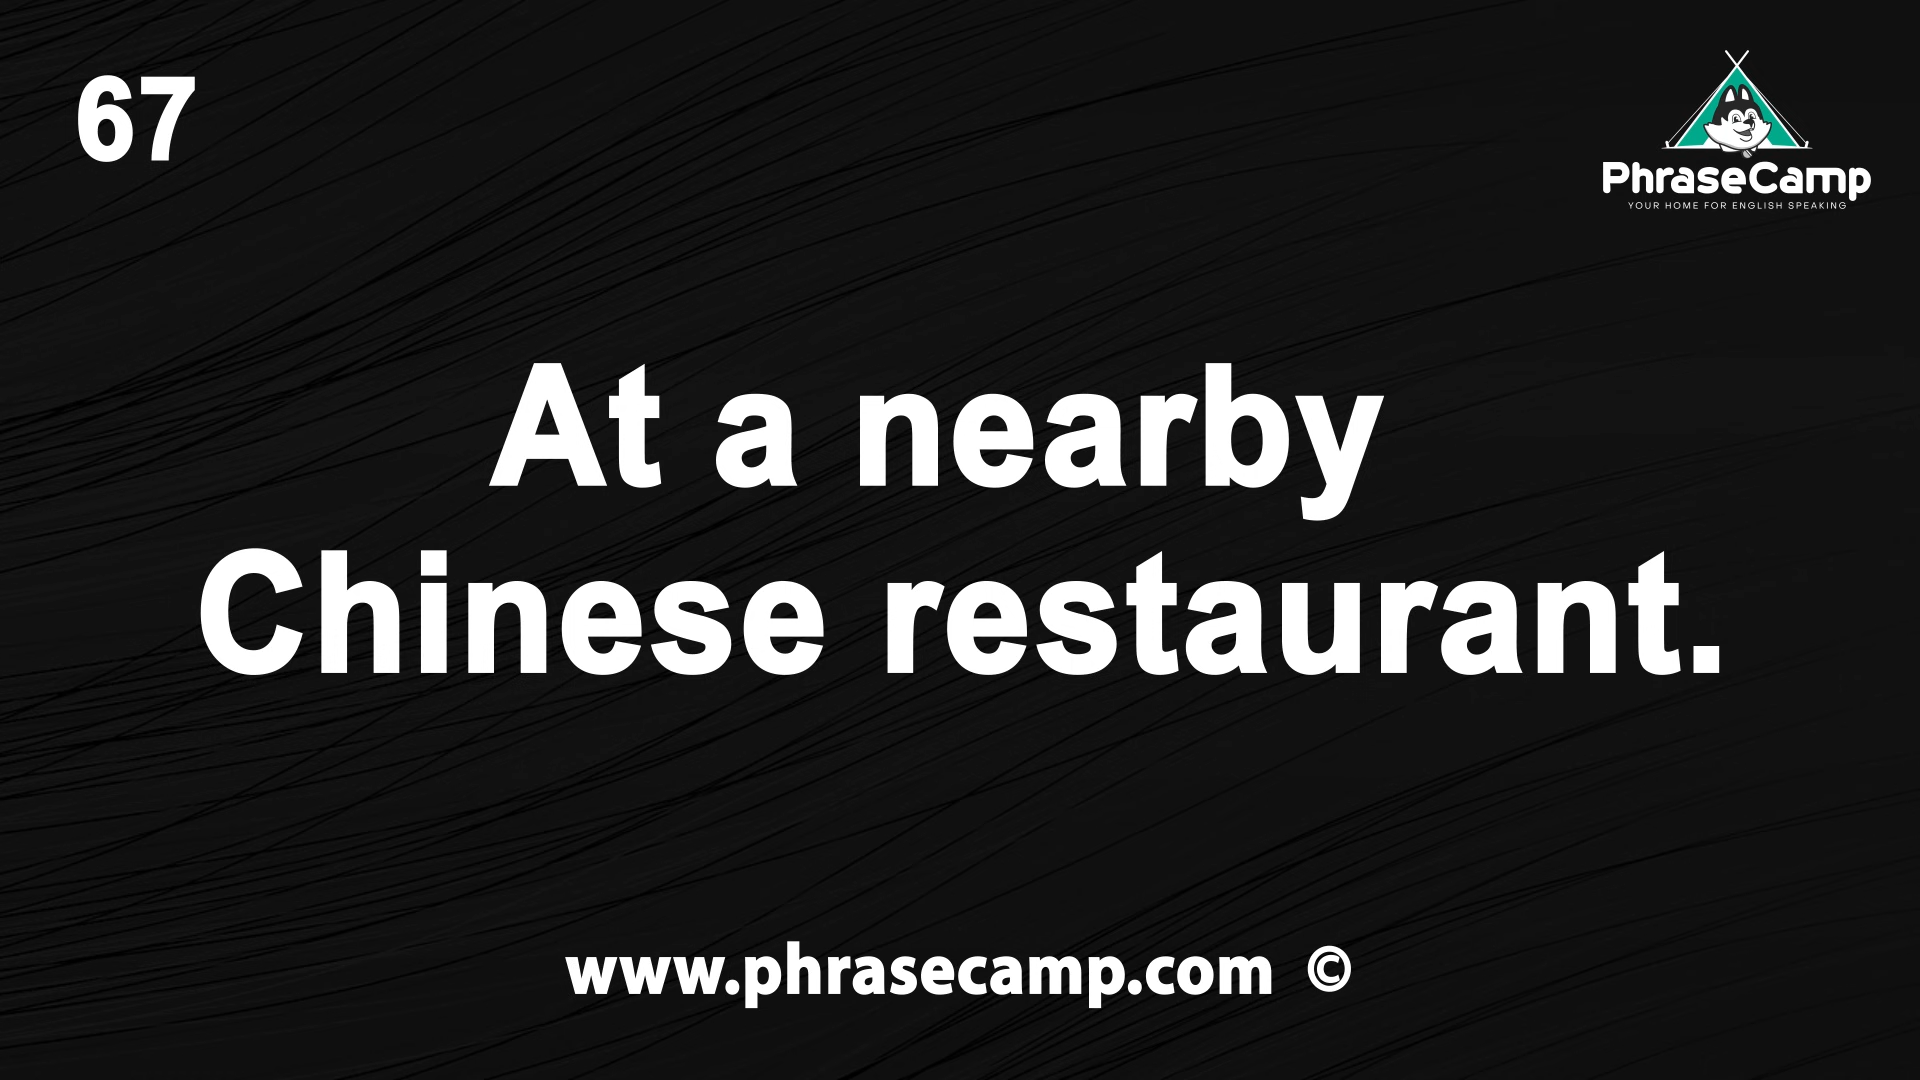 67
PhraseCamp
YOUR HOME FOR ENGLISH SPEAKING
At a nearby
Chinese restaurant.
www.phrasecamp.com ©